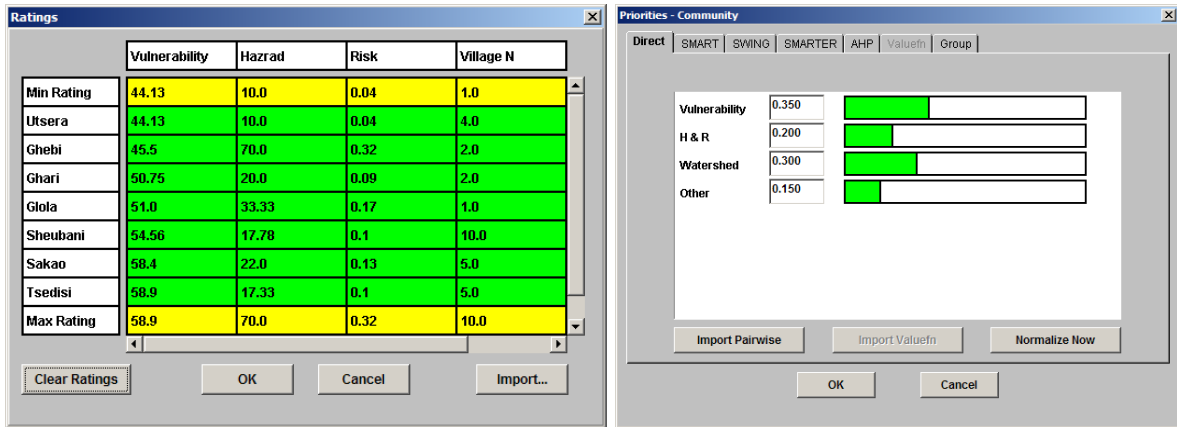 Ratings
Vulnerability Hazrad Risk Village N
Min Rating 44.13 10.0 0.04 1.0
Utsera 44.13 10.0 0.04 4.0
Ghebi 45.5 70.0 0.32 2.0
Ghari 50.75 20.0 0.09 2.0
Glola 51.0 33.33 0.17 1.0
Sheubani 54.56 17.78 0.1 10.0
Sakao 58.4 22.0 0.13 5.0
Tsedisi 58.9 17.33 0.1 5.0
Max Rating 58.9 70.0 0.32 10.0
Clear Ratings OK Cancel Import...
Priorities - Community
Direct SMART SWING SMARTER AHP Valuefn Group
Vulnerability 0.350
H & R 0.200
Watershed 0.300
Other 0.150
Import Pairwise Import Valuefn Normalize Now
OK Cancel